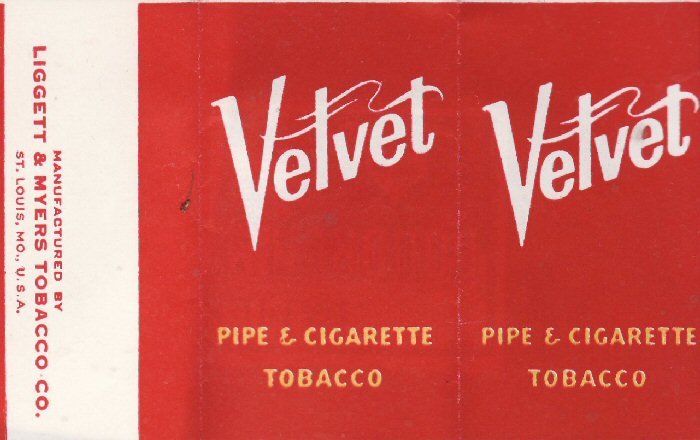 MANUFACTURED BY
LIGGETT & MYERS TOBACCO CO.
ST. LOUIS, MO., U.S.A.
Velvet
PIPE & CIGARETTE
TOBACCO
Velvet
PIPE & CIGARETTE
TOBACCO